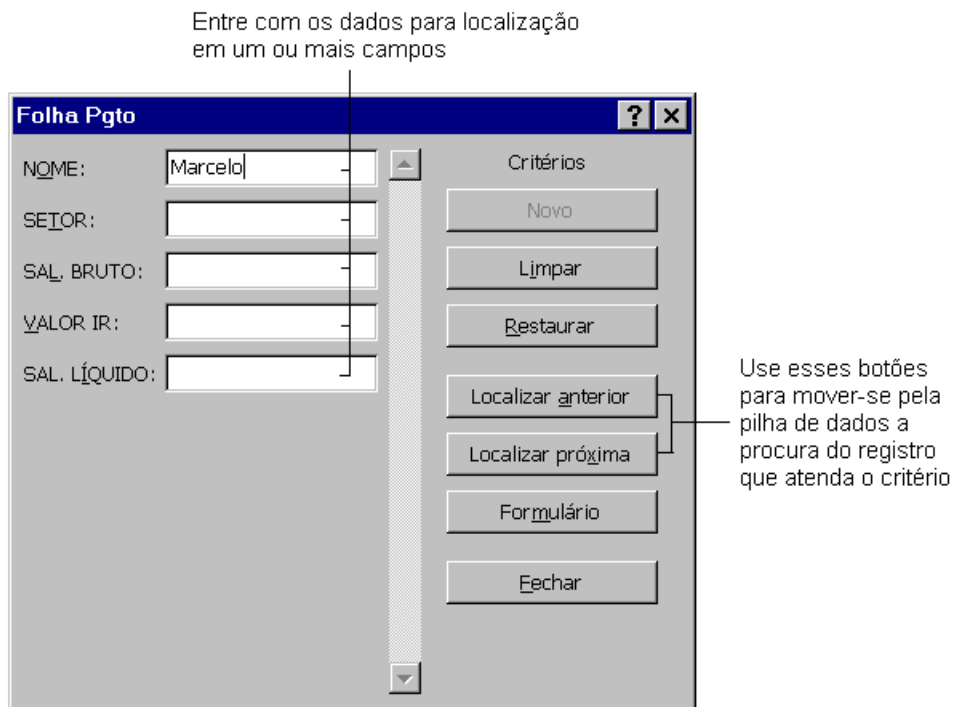 Entre com os dados para localização
em um ou mais campos
Folha Pgto
NOME: Marcelo
SETOR:
SAL. BRUTO:
VALOR IR:
SAL. LÍQUIDO:
Critérios
Novo
Limpar
Restaurar
Localizar anterior
Localizar próxima
Formulário
Fechar
Use esses botões
para mover-se pela
pilha de dados a
procura do registro
que atenda o critério